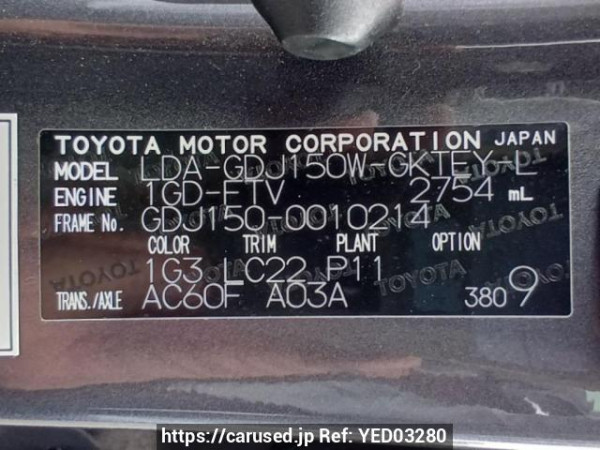 TOYOTA MOTOR CORPORATION JAPAN
MODEL LDA-GDJ150W-GKTEY-L
ENGINE 1GD-FTV 2754 mL
FRAME No. GDJ150-0010214
COLOR TRIM PLANT OPTION
1G3 LC22 P11
TRANS./AXLE AC60F A03A 3809
https://carused.jp Ref: YED03280